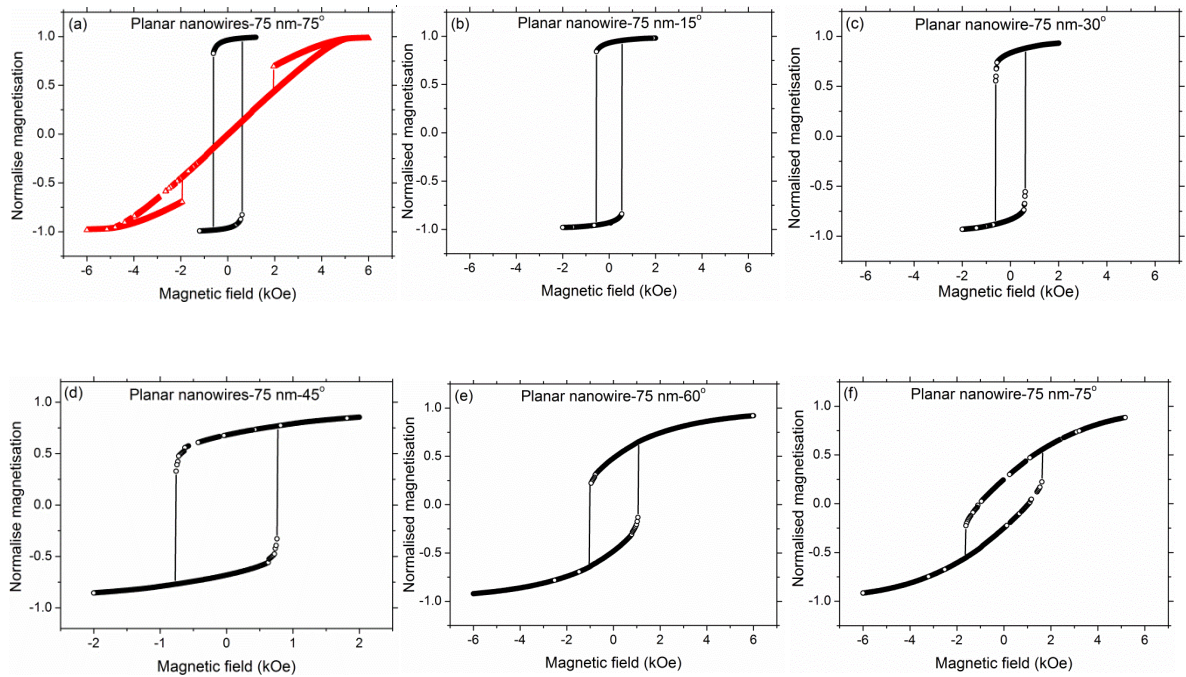 (a) Planar nanowires-75 nm-75°
Normalise magnetisation
1.0
0.5
0.0
-0.5
-1.0
-6 -4 -2 0 2 4 6
Magnetic field (kOe)
(b) Planar nanowire-75 nm-15°
Normalised magnetisation
1.0
0.5
0.0
-0.5
-1.0
-6 -4 -2 0 2 4 6
Magnetic field (kOe)
(c) Planar nanowire-75 nm-30°
Normalised magnetisation
1.0
0.5
0.0
-0.5
-1.0
-6 -4 -2 0 2 4 6
Magnetic field (kOe)
(d) Planar nanowires-75 nm-45°
Normalise magnetisation
1.0
0.5
0.0
-0.5
-1.0
-2 -1 0 1 2
Magnetic field (kOe)
(e) Planar nanowire-75 nm-60°
Normalised magnetisation
1.0
0.5
0.0
-0.5
-1.0
-6 -4 -2 0 2 4 6
Magnetic field (kOe)
(f) Planar nanowire-75 nm-75°
Normalised magnetisation
1.0
0.5
0.0
-0.5
-1.0
-6 -4 -2 0 2 4 6
Magnetic field (kOe)